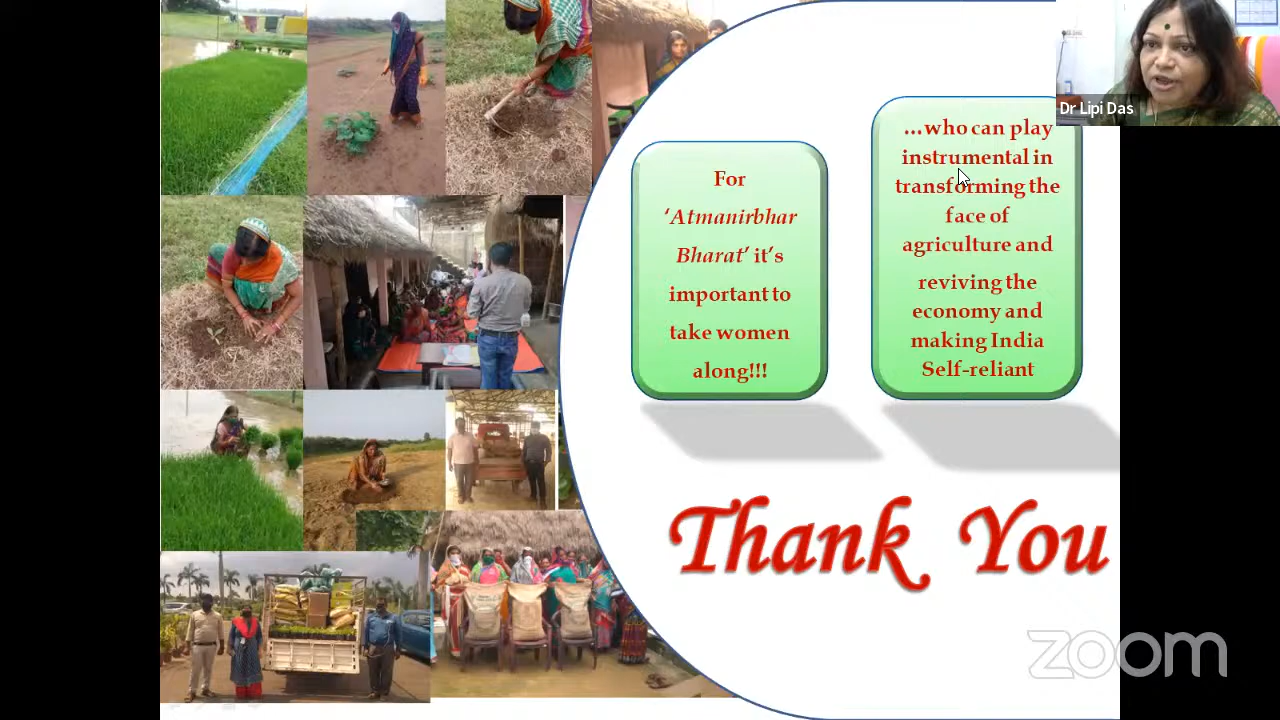 Dr Lipi Das
For
‘Atmanirbhar
Bharat’ it’s
important to
take women
along!!!
…who can play
instrumental in
transforming the
face of
agriculture and
reviving the
economy and
making India
Self-reliant
Thank You
zoom